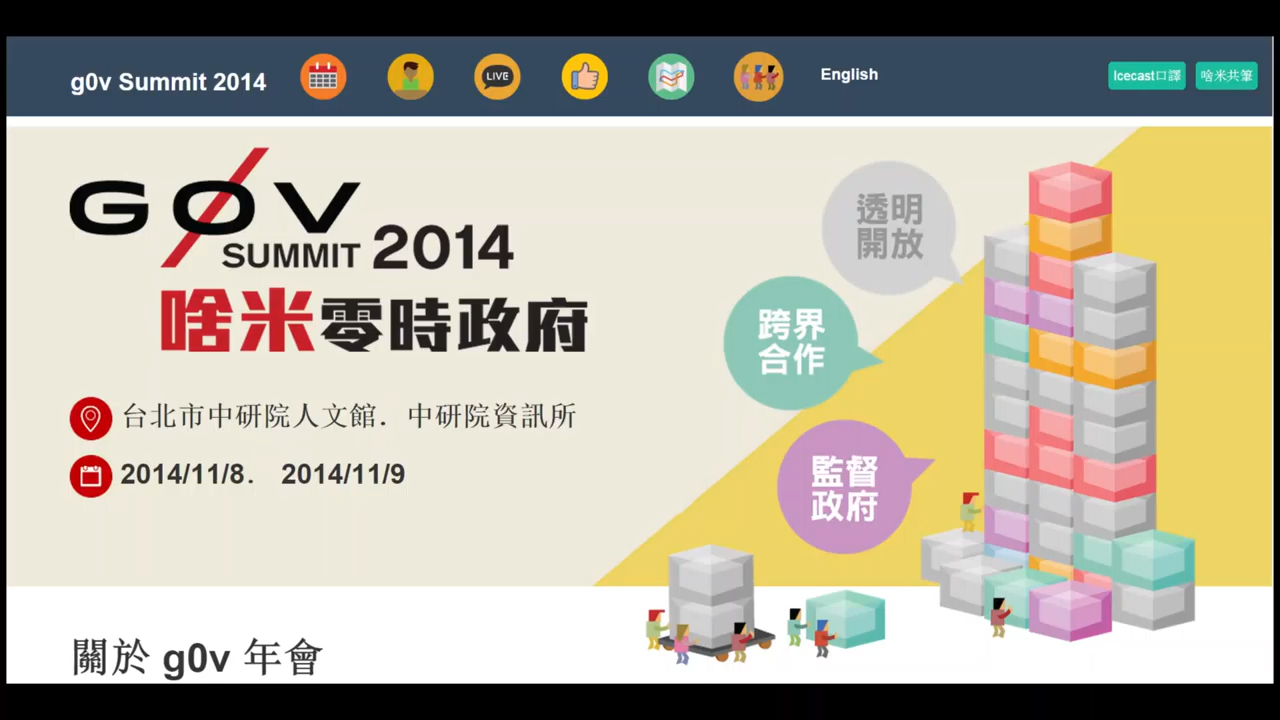 g0v Summit 2014
LIVE
English
Icecast口譯
啥米共筆
G0V
SUMMIT 2014
啥米零時政府
台北市中研院人文館．中研院資訊所
2014/11/8． 2014/11/9
透明
開放
跨界
合作
監督
政府
關於 g0v 年會